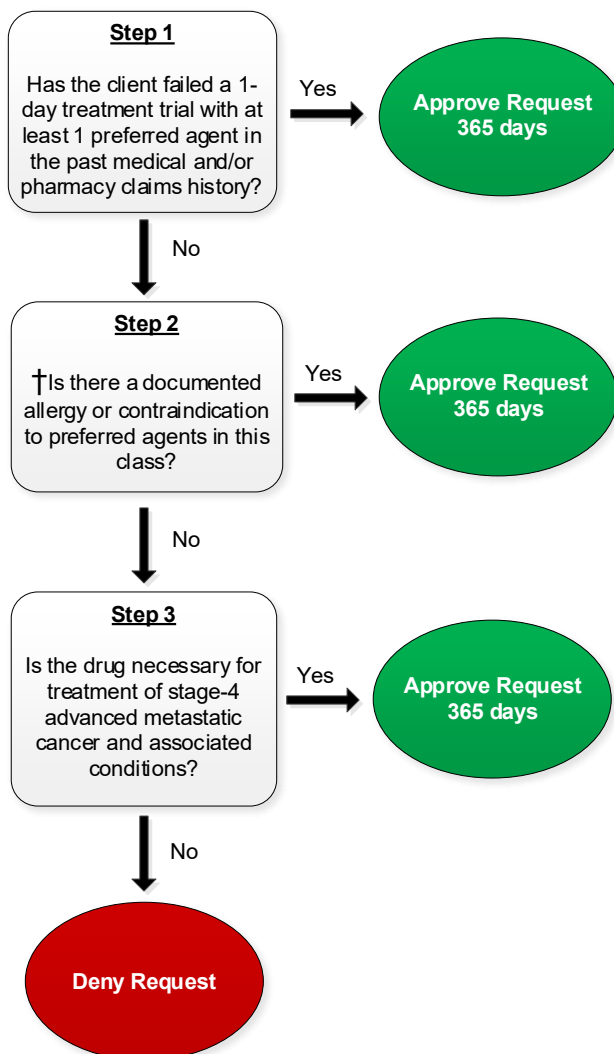 Step 1
Has the client failed a 1-
day treatment trial with at
least 1 preferred agent in
the past medical and/or
pharmacy claims history?
Yes
Approve Request
365 days
No
Step 2
†Is there a documented
allergy or contraindication
to preferred agents in this
class?
Yes
Approve Request
365 days
No
Step 3
Is the drug necessary for
treatment of stage-4
advanced metastatic
cancer and associated
conditions?
Yes
Approve Request
365 days
No
Deny Request